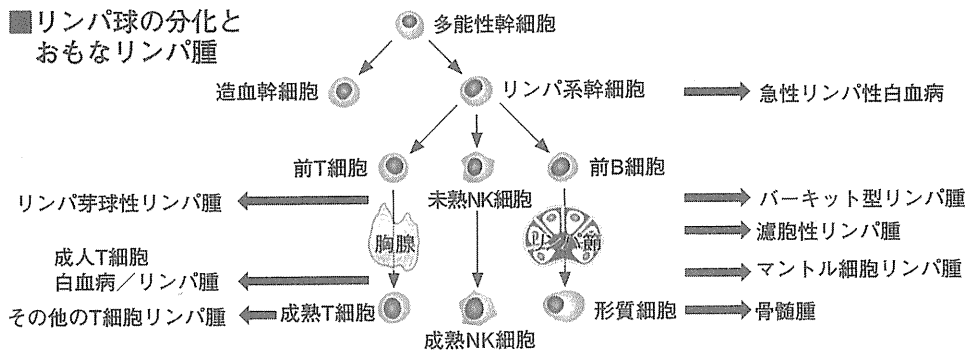 ■リンパ球の分化と
おもなリンパ腫
多能性幹細胞
造血幹細胞
リンパ系幹細胞
急性リンパ性白血病
前T細胞
未熟NK細胞
前B細胞
リンパ芽球性リンパ腫
バーキット型リンパ腫
胸腺
リンパ節
濾胞性リンパ腫
成人T細胞
白血病／リンパ腫
マントル細胞リンパ腫
その他のT細胞リンパ腫
成熟T細胞
成熟NK細胞
形質細胞
骨髄腫